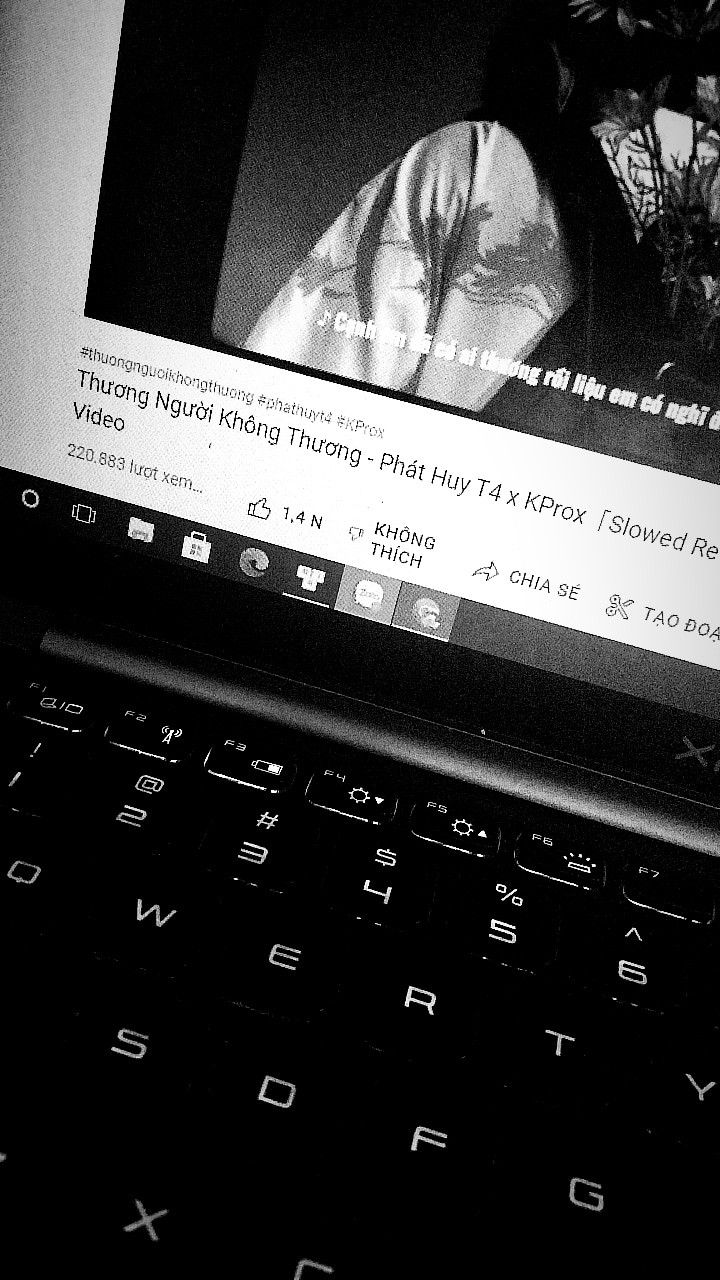 ♪ Cạnh em đã có ai thương rồi liệu em có nghĩ
#thuongnguoikhongthuong #phathuyt4 #KProx
Thương Người Không Thương - Phát Huy T4 x KProx「Slowed Re
Video
220.883 lượt xem...
1,4 N
KHÔNG
THÍCH
CHIA SẺ
TẠO ĐOẠ
F1 F2 F3 F4 F5 F6 F7
! @ # $ % ^
1 2 3 4 5 6
Q W E R T Y
S D F G
X